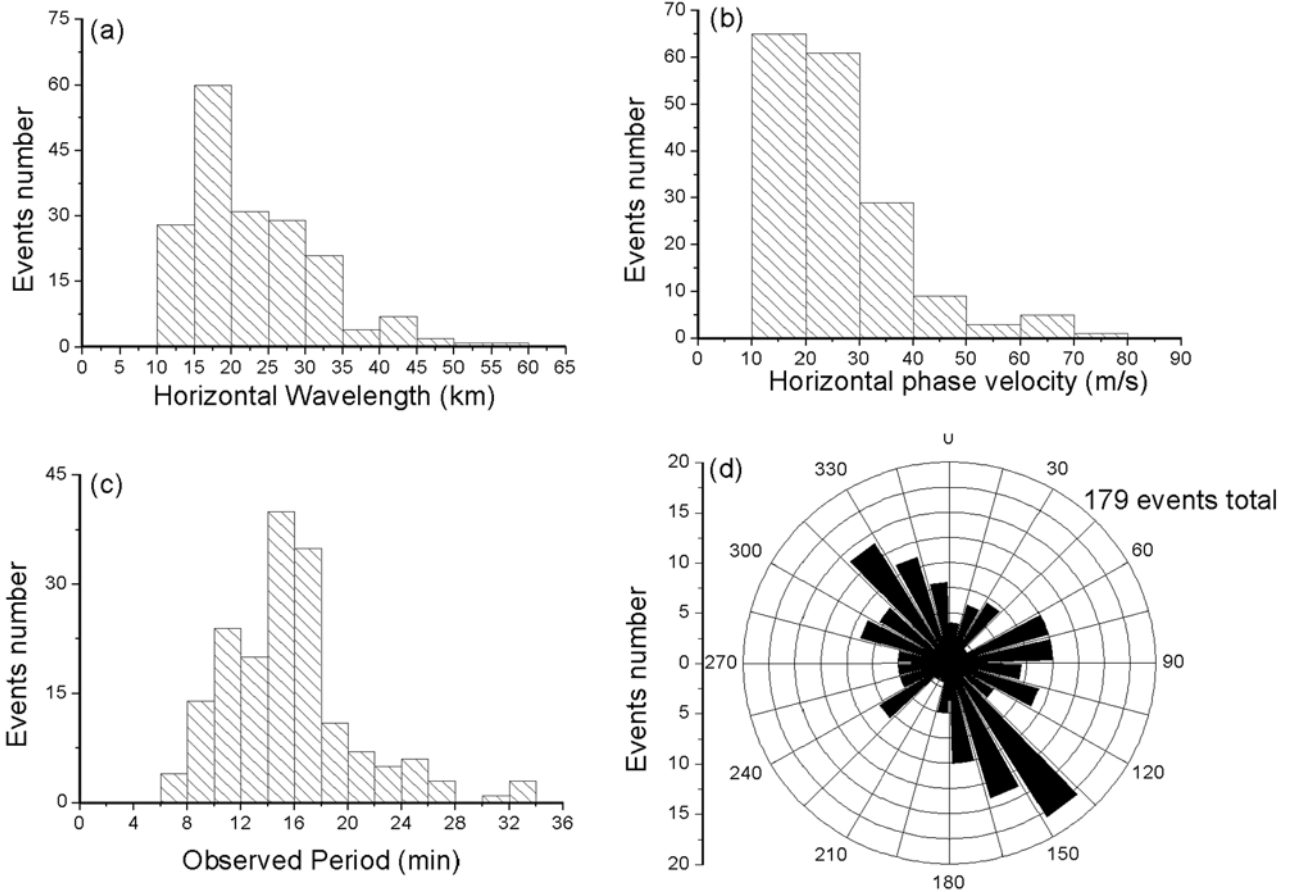 (a)
75
60
45
30
15
0
Events number
0 5 10 15 20 25 30 35 40 45 50 55 60 65
Horizontal Wavelength (km)
(b)
70
60
50
40
30
20
10
0
Events number
0 10 20 30 40 50 60 70 80 90
Horizontal phase velocity (m/s)
(c)
45
30
15
0
Events number
0 4 8 12 16 20 24 28 32 36
Observed Period (min)
(d)
179 events total
20
15
10
5
0
5
10
15
20
Events number
30
60
90
120
150
180
210
240
270
300
330